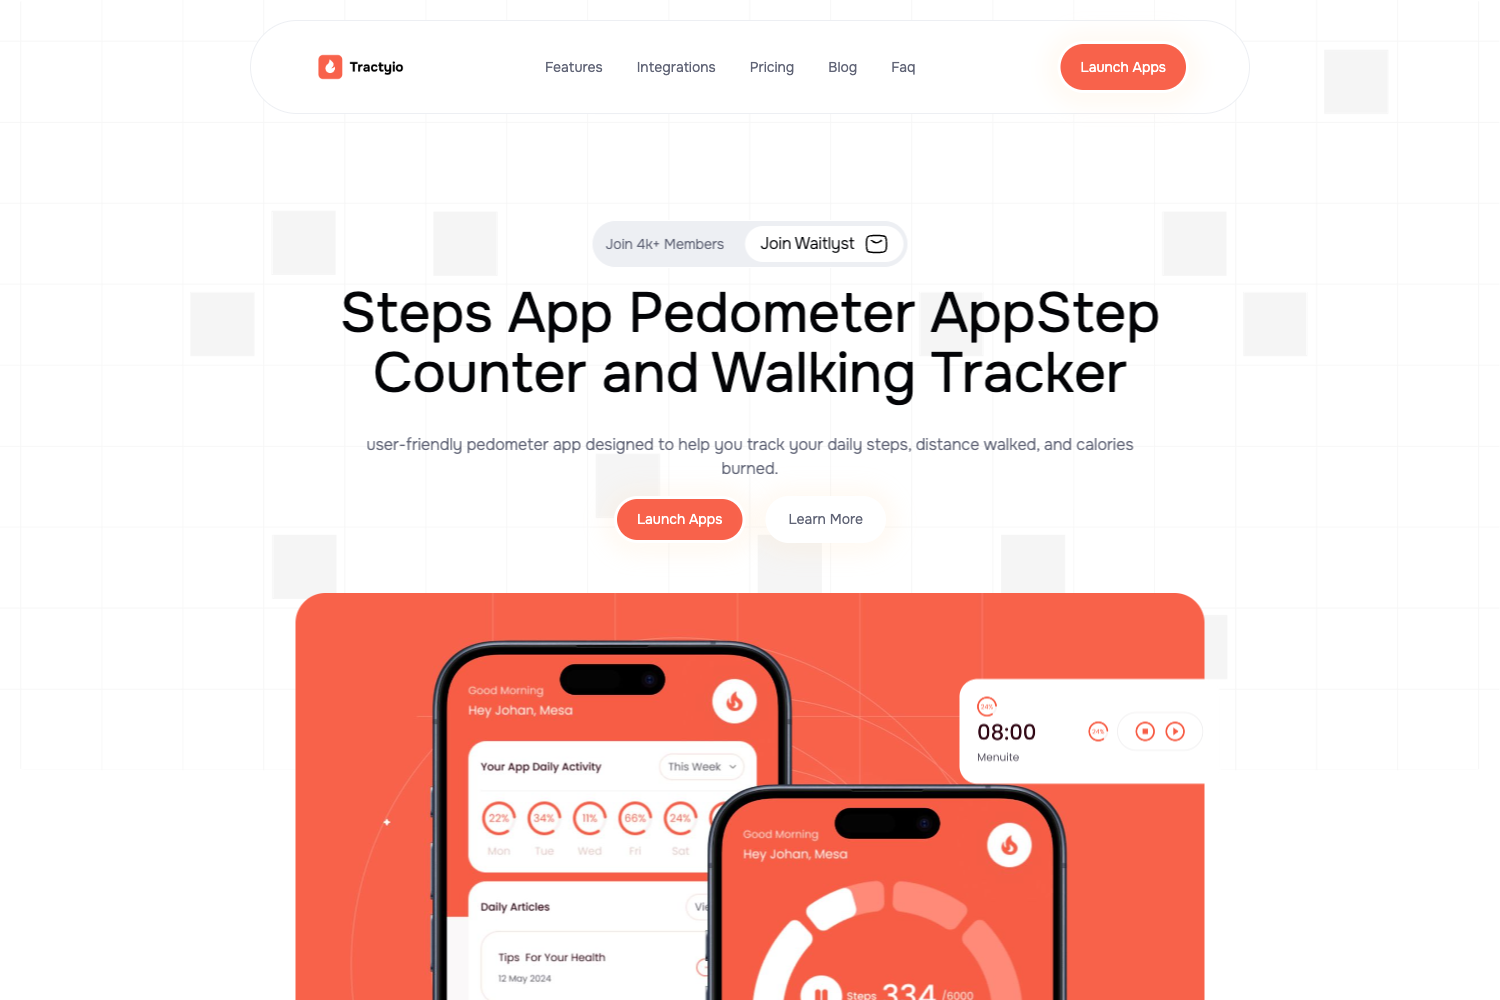 Tractyio
Features Integrations Pricing Blog Faq
Launch Apps
Join 4k+ Members
Join Waitlyst
Steps App Pedometer AppStep
Counter and Walking Tracker
user-friendly pedometer app designed to help you track your daily steps, distance walked, and calories
burned.
Launch Apps
Learn More
Good Morning
Hey Johan, Mesa
Your App Daily Activity
This Week
22% 34% 11% 66% 24%
Mon Tue Wed Fri Sat
Daily Articles
Tips For Your Health
12 May 2024
24%
08:00
Menuite
24%
Good Morning
Hey Johan, Mesa
Steps 334 /6000